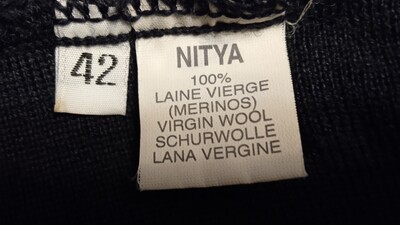 42
NITYA
100%
LAINE VIERGE
(MERINOS)
VIRGIN WOOL
SCHURWOLLE
LANA VERGINE